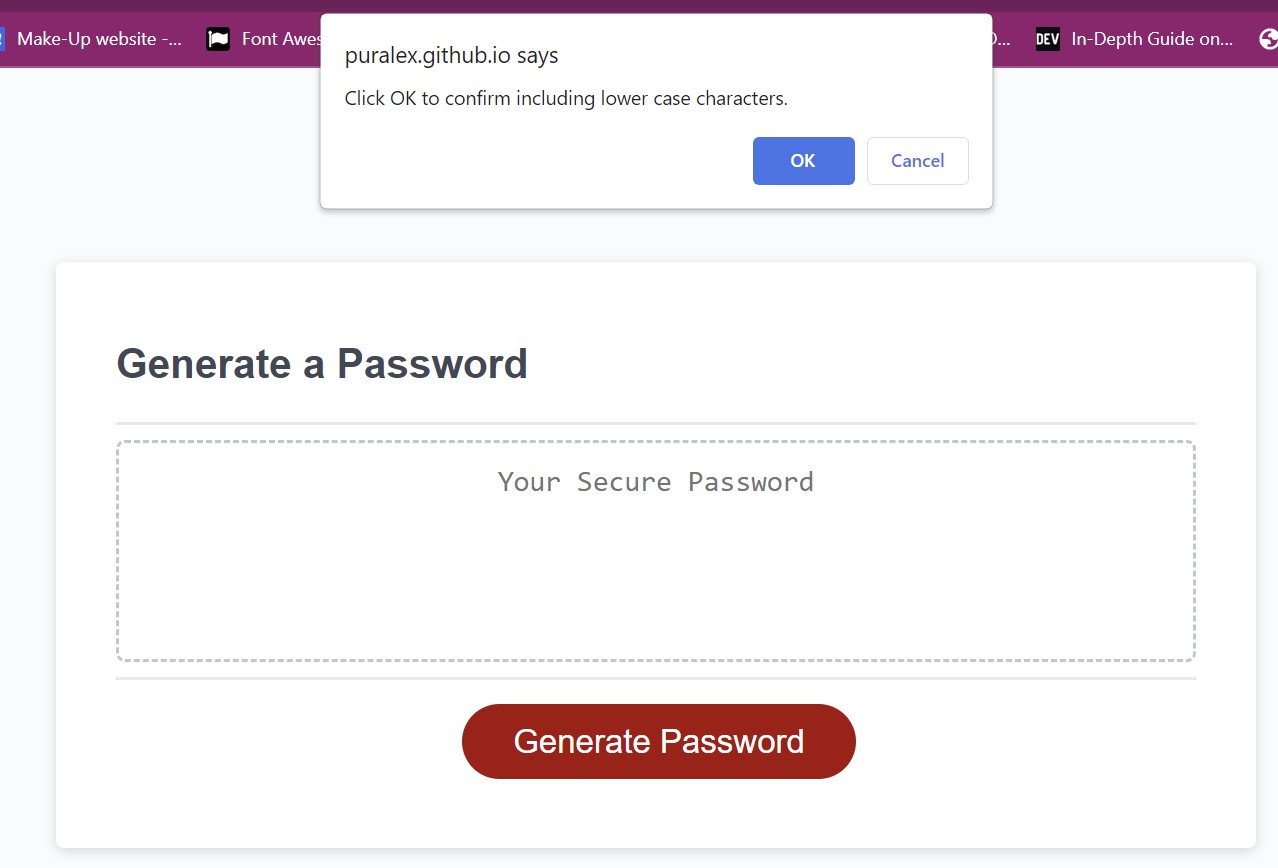 Make-Up website -...
Font Awes
...
DEV In-Depth Guide on...
puralex.github.io says
Click OK to confirm including lower case characters.
OK
Cancel
Generate a Password
Your Secure Password
Generate Password